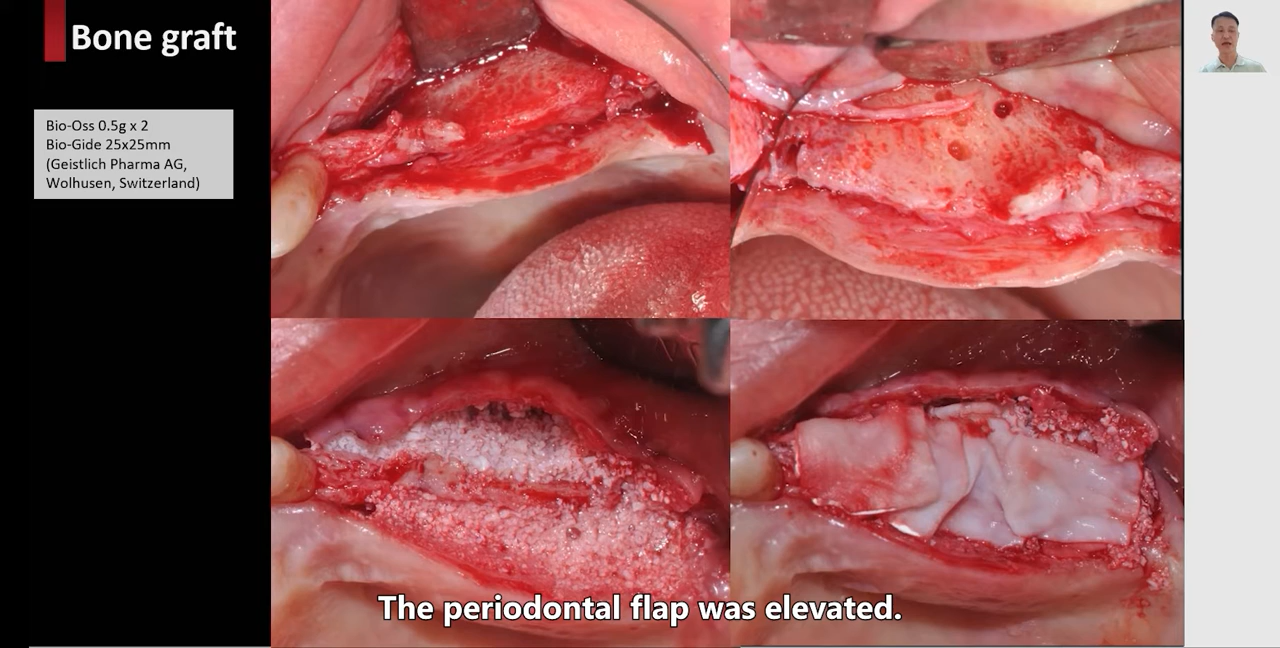 Bone graft
Bio-Oss 0.5g x 2
Bio-Gide 25x25mm
(Geistlich Pharma AG,
Wolhusen, Switzerland)
The periodontal flap was elevated.